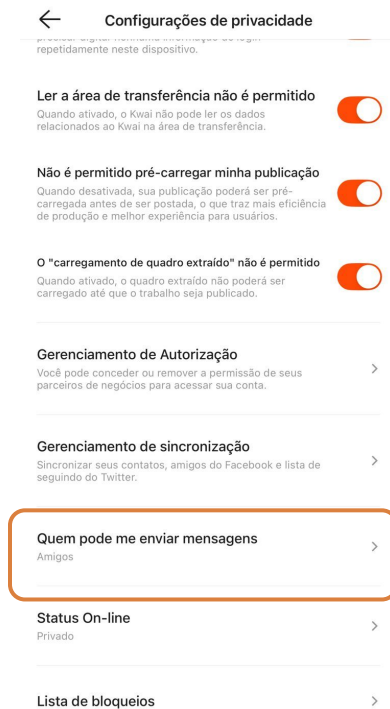 Configurações de privacidade
repetidamente neste dispositivo.
Ler a área de transferência não é permitido
Quando ativado, o Kwai não pode ler os dados
relacionados ao Kwai na área de transferência.
Não é permitido pré-carregar minha publicação
Quando desativada, sua publicação poderá ser pré-
carregada antes de ser postada, o que traz mais eficiência
de produção e melhor experiência para usuários.
O "carregamento de quadro extraído" não é permitido
Quando ativado, o quadro extraído não poderá ser
carregado até que o trabalho seja publicado.
Gerenciamento de Autorização
Você pode conceder ou remover a permissão de seus
parceiros de negócios para acessar sua conta.
Gerenciamento de sincronização
Sincronizar seus contatos, amigos do Facebook e lista de
seguindo do Twitter.
Quem pode me enviar mensagens
Amigos
Status On-line
Privado
Lista de bloqueios